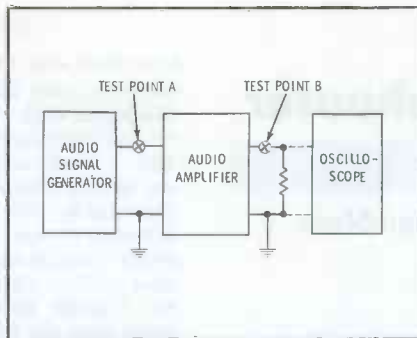 TEST POINT A
TEST POINT B
AUDIO
SIGNAL
GENERATOR
AUDIO
AMPLIFIER
OSCILLO-
SCOPE